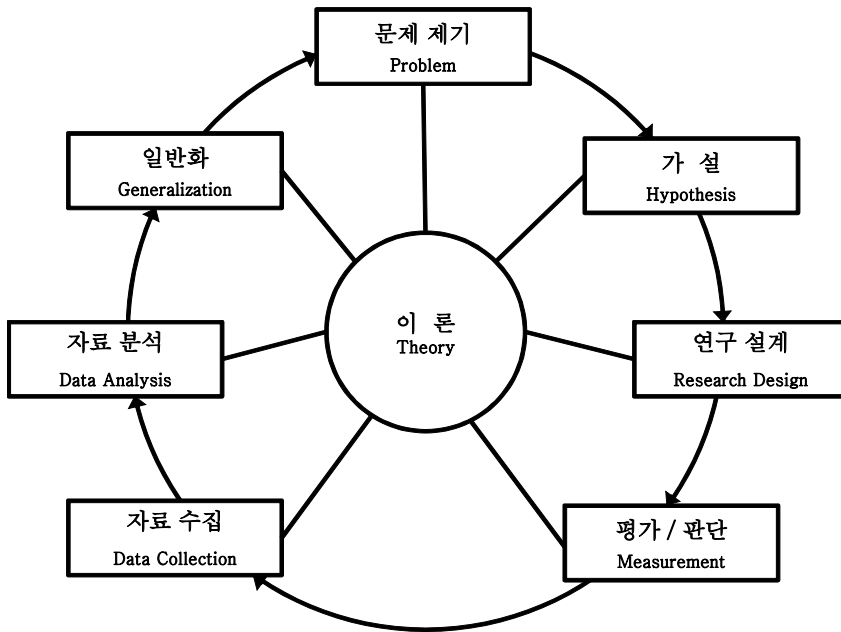 문제 제기
Problem
가 설
Hypothesis
연구 설계
Research Design
평가 / 판단
Measurement
자료 수집
Data Collection
자료 분석
Data Analysis
일반화
Generalization
이 론
Theory